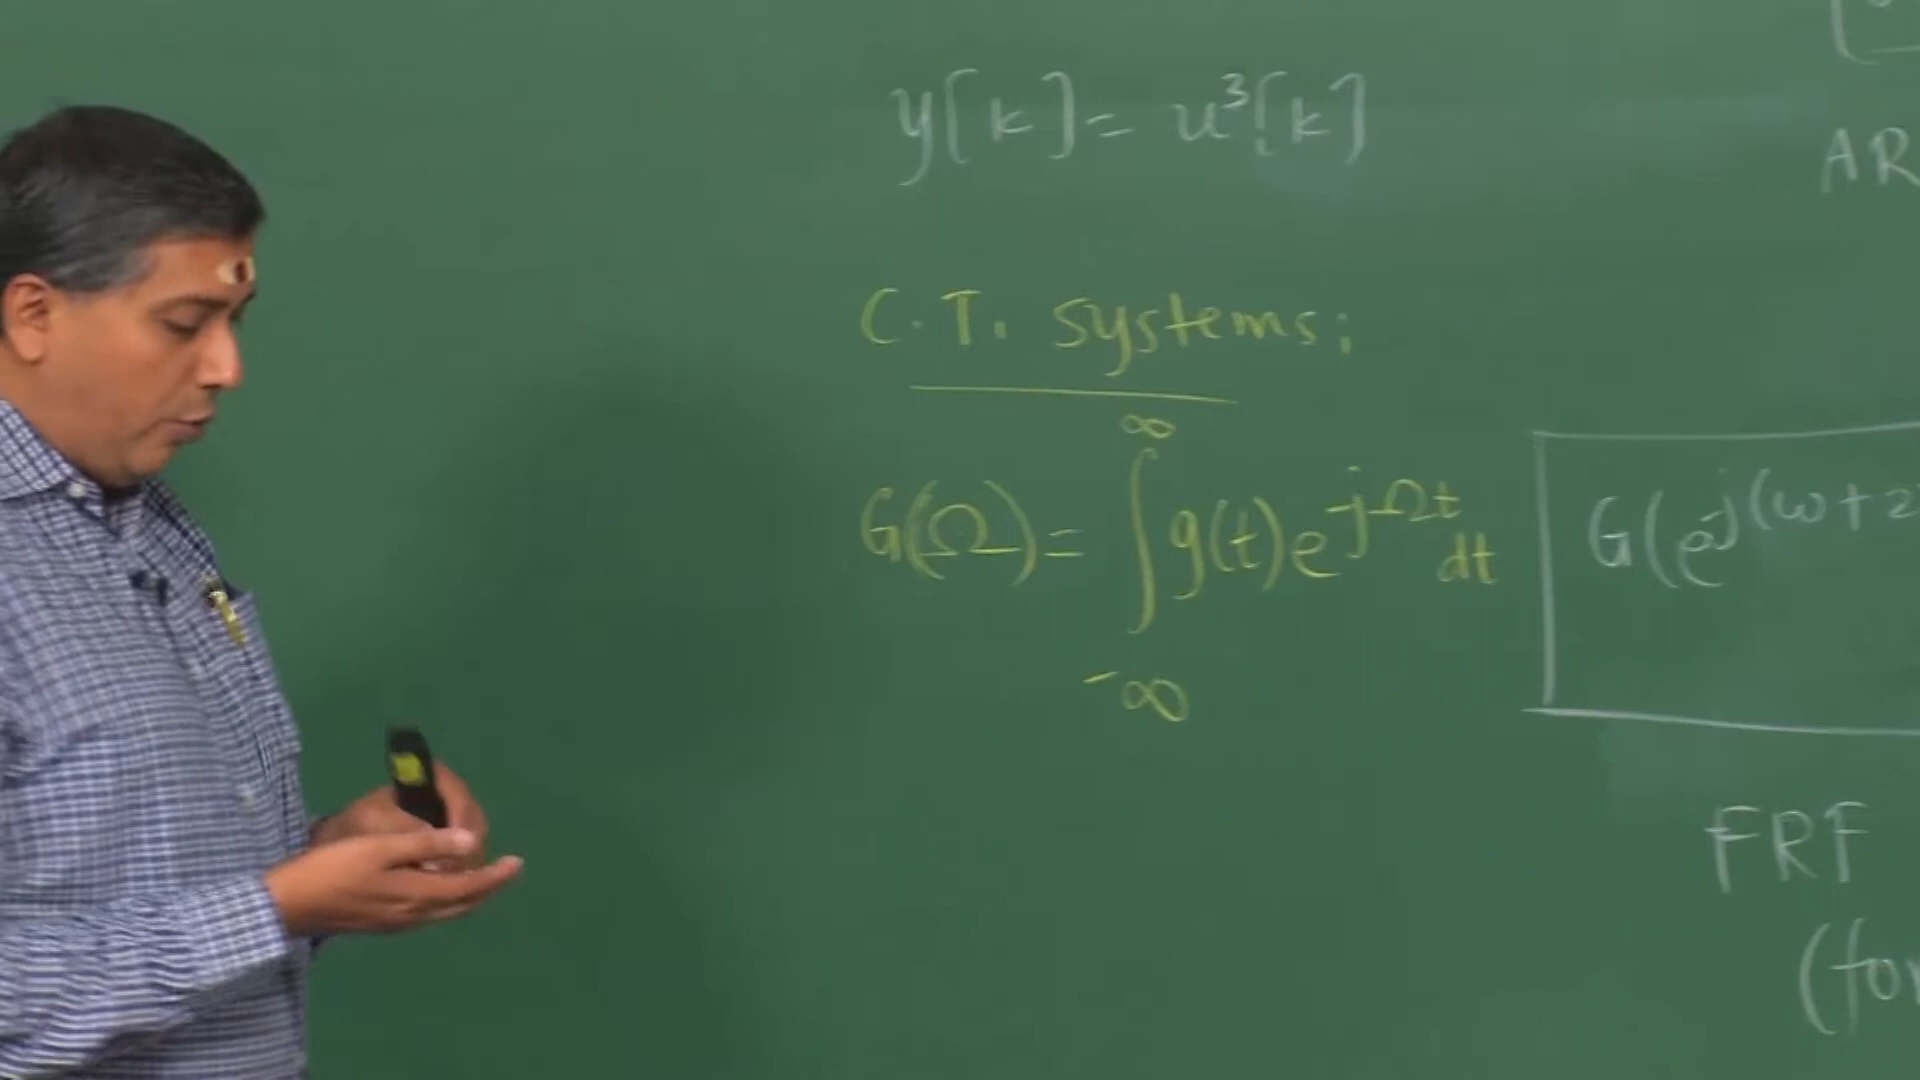 y[k] = u³[k]
C.T. systems:
∞
G(Ω) = ∫ g(t) e^{-jΩt} dt
-∞
AR
G(e^{j(ω+2
FRF
(for